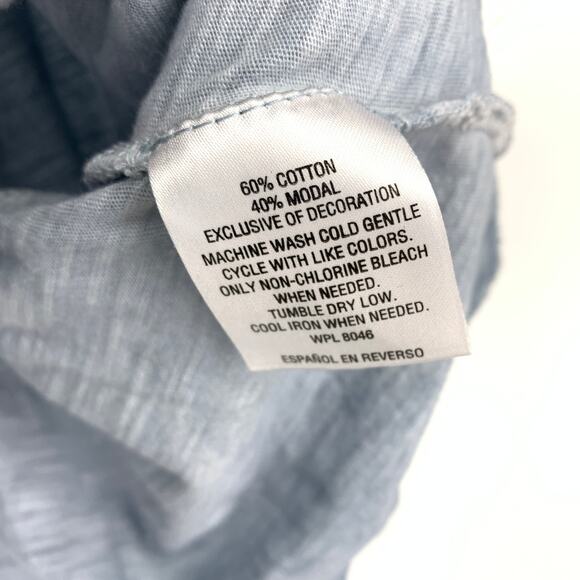 60% COTTON
40% MODAL
EXCLUSIVE OF DECORATION
MACHINE WASH COLD GENTLE
CYCLE WITH LIKE COLORS.
ONLY NON-CHLORINE BLEACH
WHEN NEEDED.
TUMBLE DRY LOW.
COOL IRON WHEN NEEDED.
WPL 8046
ESPAÑOL EN REVERSO